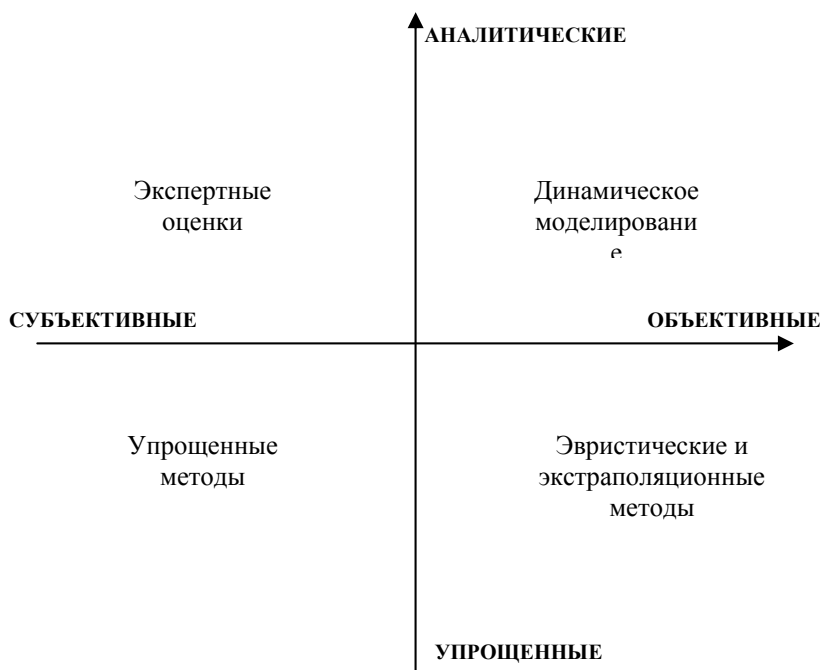 АНАЛИТИЧЕСКИЕ
Экспертные
оценки
Динамическое
моделировани
е
СУБЪЕКТИВНЫЕ
ОБЪЕКТИВНЫЕ
Упрощенные
методы
Эвристические и
экстраполяционные
методы
УПРОЩЕННЫЕ